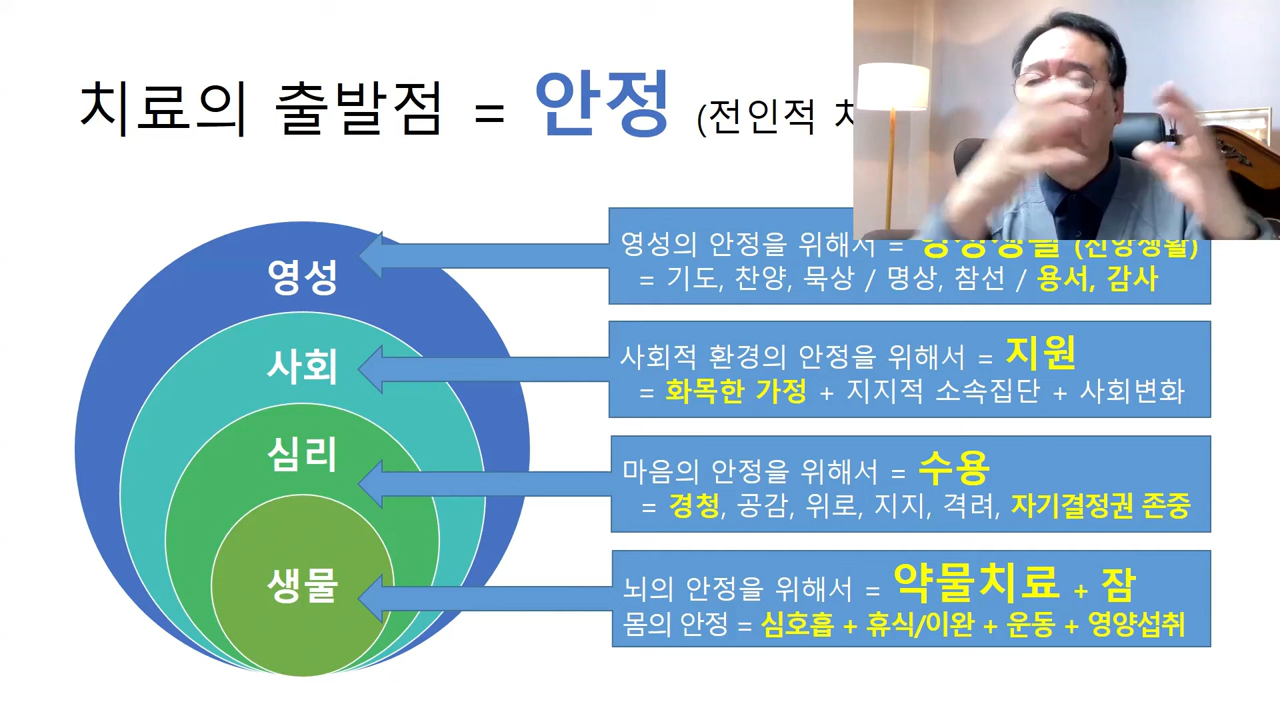 치료의 출발점 = 안정 (전인적
영성
사회
심리
생물
영성의 안정을 위해서 = (신앙생활)
= 기도, 찬양, 묵상 / 명상, 참선 / 용서, 감사
사회적 환경의 안정을 위해서 = 지원
= 화목한 가정 + 지지적 소속집단 + 사회변화
마음의 안정을 위해서 = 수용
= 경청, 공감, 위로, 지지, 격려, 자기결정권 존중
뇌의 안정을 위해서 = 약물치료 + 잠
몸의 안정 = 심호흡 + 휴식/이완 + 운동 + 영양섭취